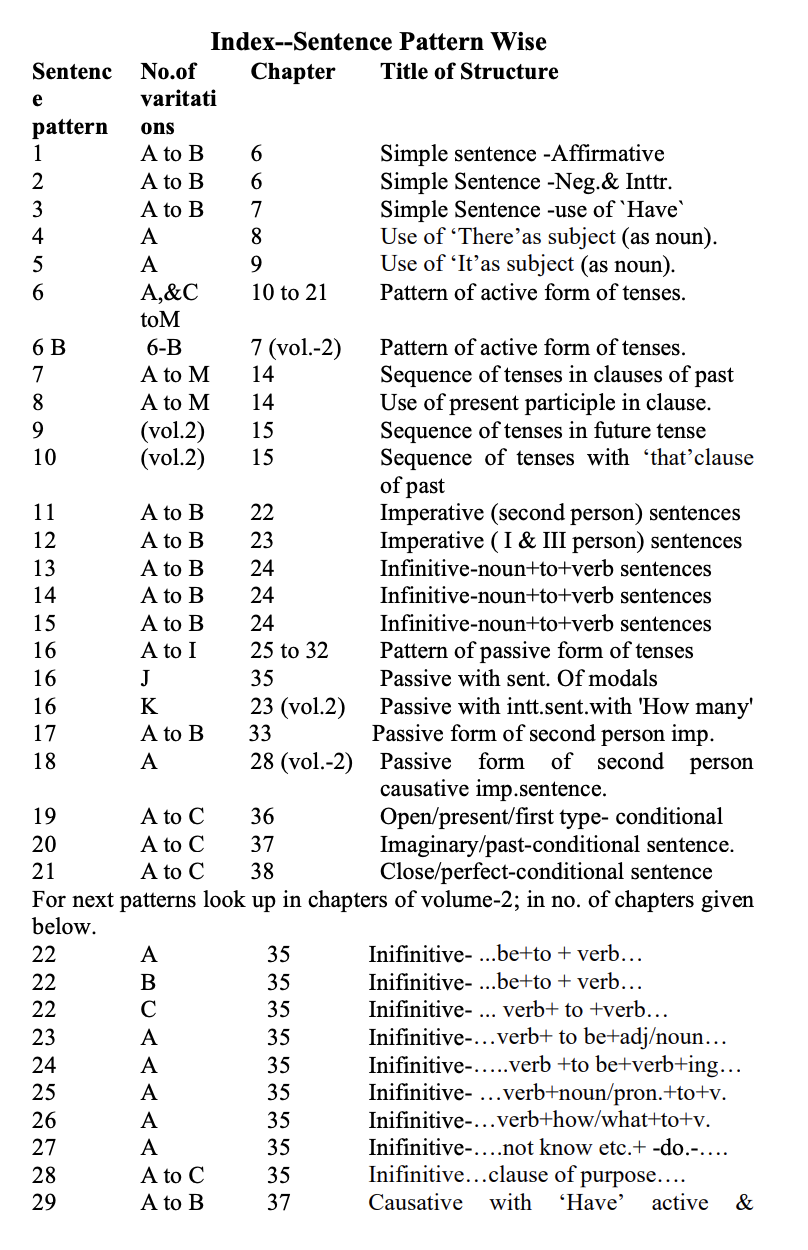 Index--Sentence Pattern Wise
Sentenc No.of Chapter Title of Structure
e varitati
pattern ons
1 A to B 6 Simple sentence -Affirmative
2 A to B 6 Simple Sentence -Neg.& Inttr.
3 A to B 7 Simple Sentence -use of `Have`
4 A 8 Use of ‘There’as subject (as noun).
5 A 9 Use of ‘It’as subject (as noun).
6 A,&C 10 to 21 Pattern of active form of tenses.
toM
6 B 6-B 7 (vol.-2) Pattern of active form of tenses.
7 A to M 14 Sequence of tenses in clauses of past
8 A to M 14 Use of present participle in clause.
9 (vol.2) 15 Sequence of tenses in future tense
10 (vol.2) 15 Sequence of tenses with ‘that’clause
of past
11 A to B 22 Imperative (second person) sentences
12 A to B 23 Imperative ( I & III person) sentences
13 A to B 24 Infinitive-noun+to+verb sentences
14 A to B 24 Infinitive-noun+to+verb sentences
15 A to B 24 Infinitive-noun+to+verb sentences
16 A to I 25 to 32 Pattern of passive form of tenses
16 J 35 Passive with sent. Of modals
16 K 23 (vol.2) Passive with intt.sent.with 'How many'
17 A to B 33 Passive form of second person imp.
18 A 28 (vol.-2) Passive form of second person
causative imp.sentence.
19 A to C 36 Open/present/first type- conditional
20 A to C 37 Imaginary/past-conditional sentence.
21 A to C 38 Close/perfect-conditional sentence
For next patterns look up in chapters of volume-2; in no. of chapters given
below.
22 A 35 Inifinitive- ...be+to + verb…
22 B 35 Inifinitive- ...be+to + verb…
22 C 35 Inifinitive- ... verb+ to +verb…
23 A 35 Inifinitive-…verb+ to be+adj/noun…
24 A 35 Inifinitive-…..verb +to be+verb+ing…
25 A 35 Inifinitive- …verb+noun/pron.+to+v.
26 A 35 Inifinitive-…verb+how/what+to+v.
27 A 35 Inifinitive-….not know etc.+ -do.-….
28 A to C 35 Inifinitive…clause of purpose….
29 A to B 37 Causative with ‘Have’ active &